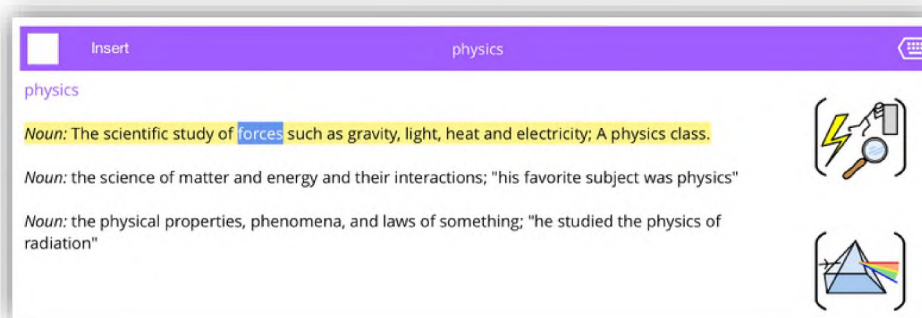 Insert
physics
physics
Noun: The scientific study of forces such as gravity, light, heat and electricity; A physics class.
Noun: the science of matter and energy and their interactions; "his favorite subject was physics"
Noun: the physical properties, phenomena, and laws of something; "he studied the physics of
radiation"